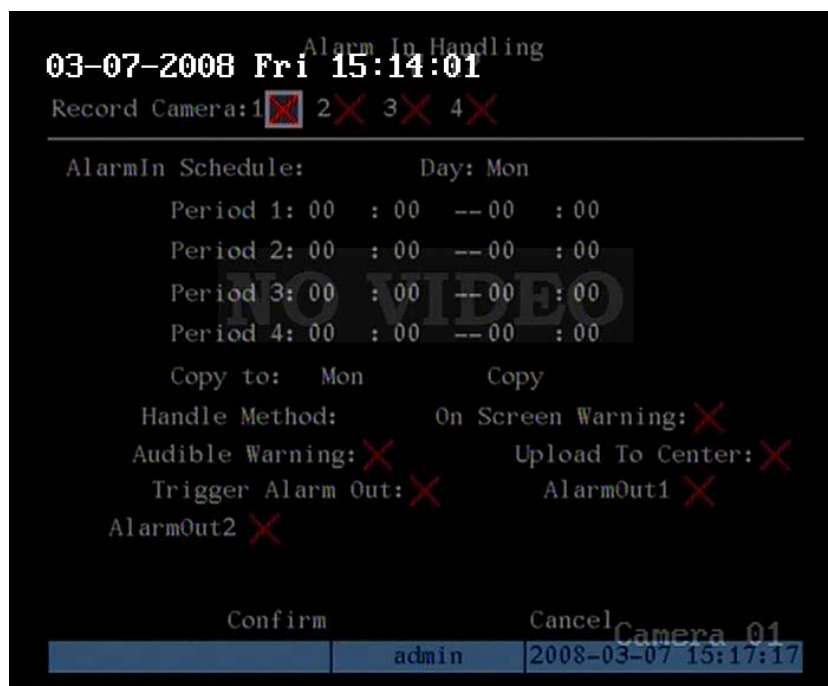 Alarm In Handling
03-07-2008 Fri 15:14:01
Record Camera:1 2 3 4
AlarmIn Schedule: Day: Mon
Period 1: 00 : 00 --00 : 00
Period 2: 00 : 00 --00 : 00
NO VIDEO
Period 3: 00 : 00 --00 : 00
Period 4: 00 : 00 --00 : 00
Copy to: Mon Copy
Handle Method: On Screen Warning:
Audible Warning: Upload To Center:
Trigger Alarm Out: AlarmOut1
AlarmOut2
Confirm Cancel
Camera 01
admin 2008-03-07 15:17:17